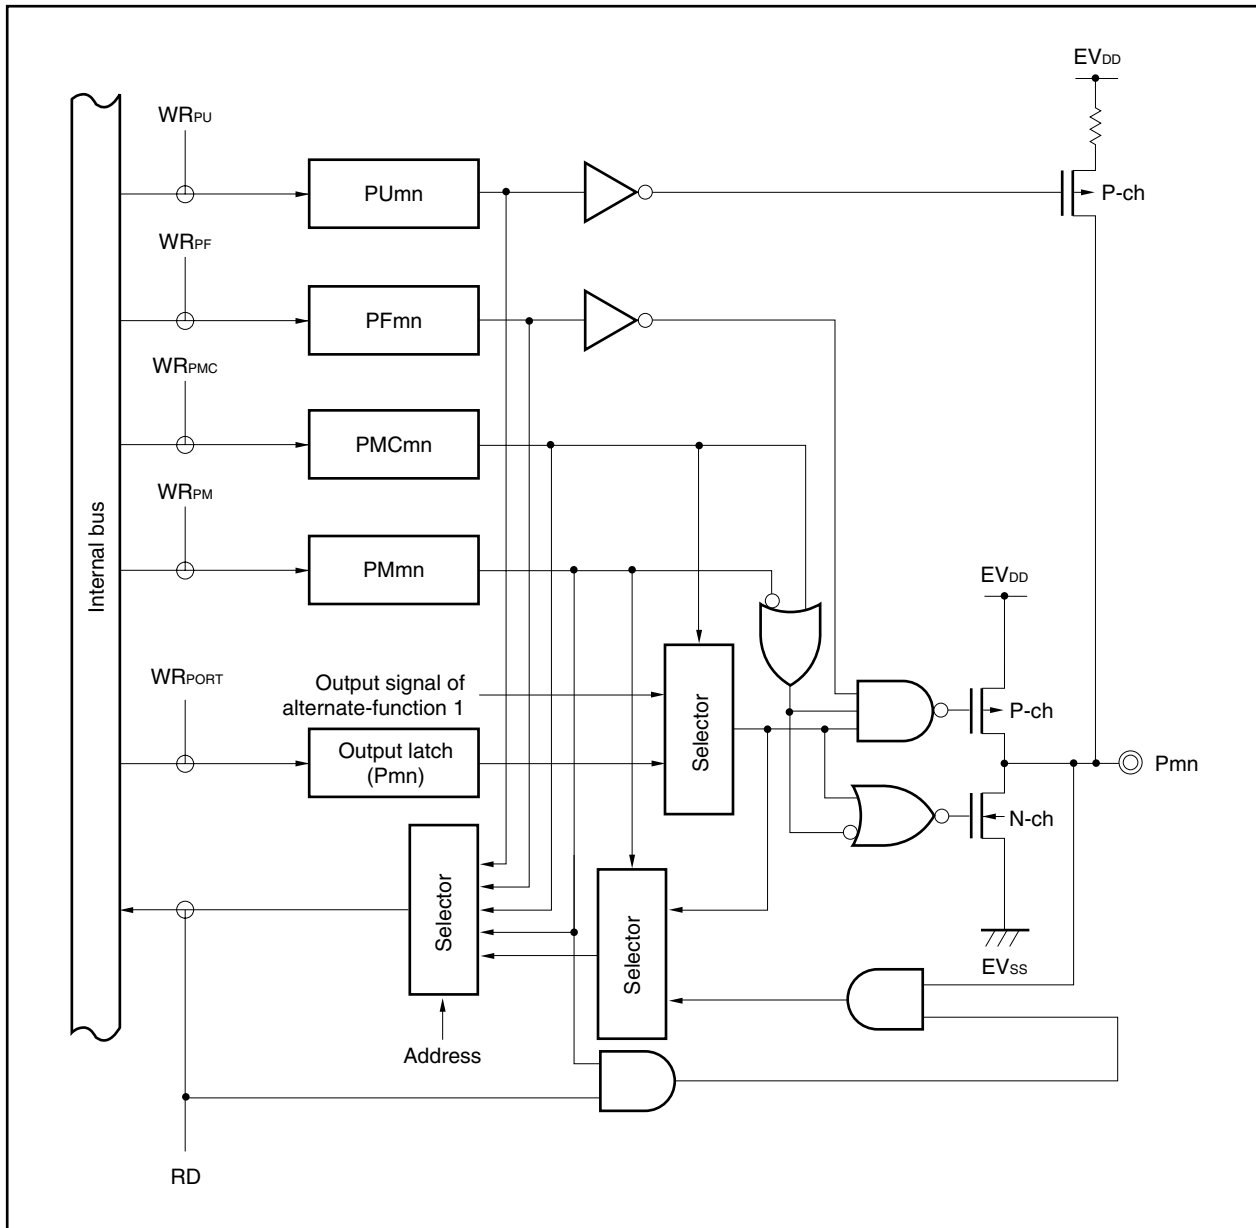 EVDD
WRPU
PUmn
P-ch
WRPF
PFmn
WRPMC
PMCmn
WRPM
PMmn
Internal bus
EVDD
WRPORT
Output signal of
alternate-function 1
Selector
P-ch
Output latch
(Pmn)
Pmn
N-ch
Selector
Selector
EVSS
Address
RD